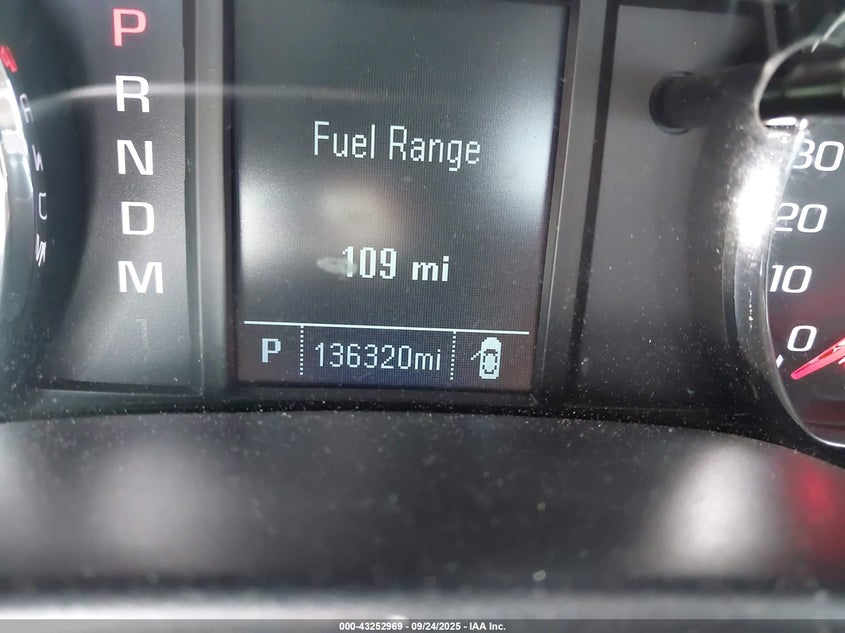 P
R
N
D
M
Fuel Range
109 mi
P 136320mi
30
20
10
0
000-43252969 - 09/24/2025 - IAA Inc.